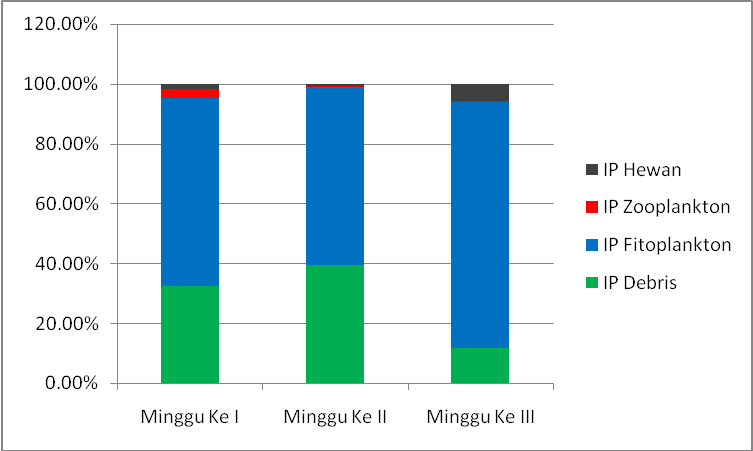 120.00%
100.00%
80.00%
60.00%
40.00%
20.00%
0.00%
Minggu Ke I
Minggu Ke II
Minggu Ke III
IP Hewan
IP Zooplankton
IP Fitoplankton
IP Debris